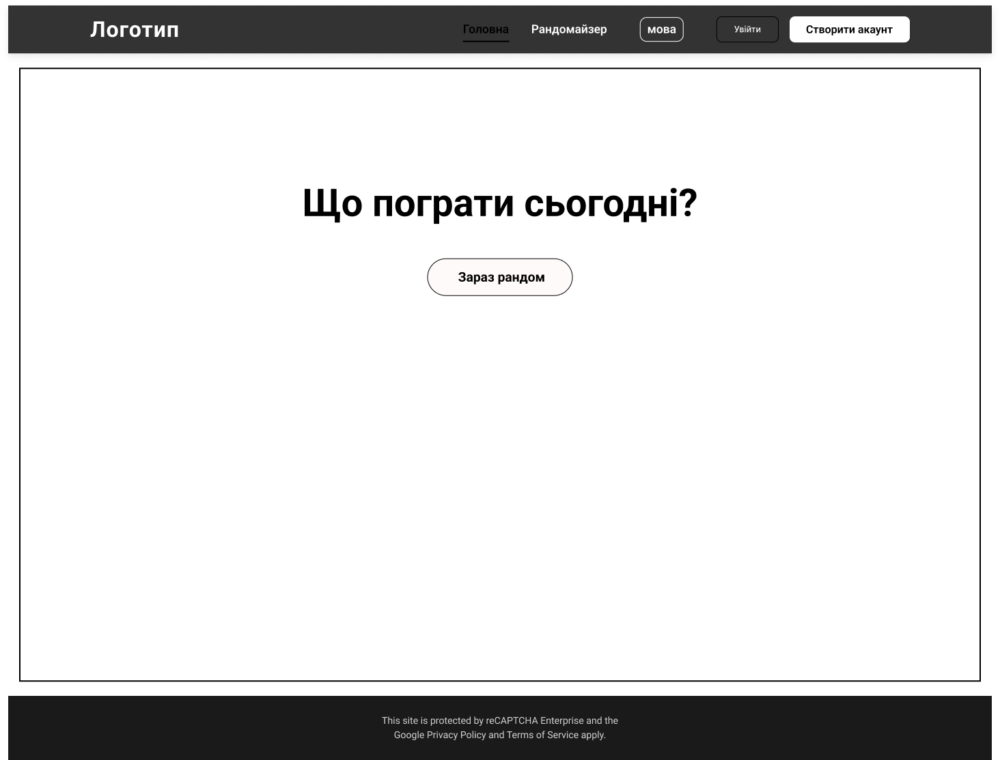 Логотип
Головна
Рандомайзер
мова
Увійти
Створити акаунт
Що пограти сьогодні?
Зараз рандом
This site is protected by reCAPTCHA Enterprise and the
Google Privacy Policy and Terms of Service apply.